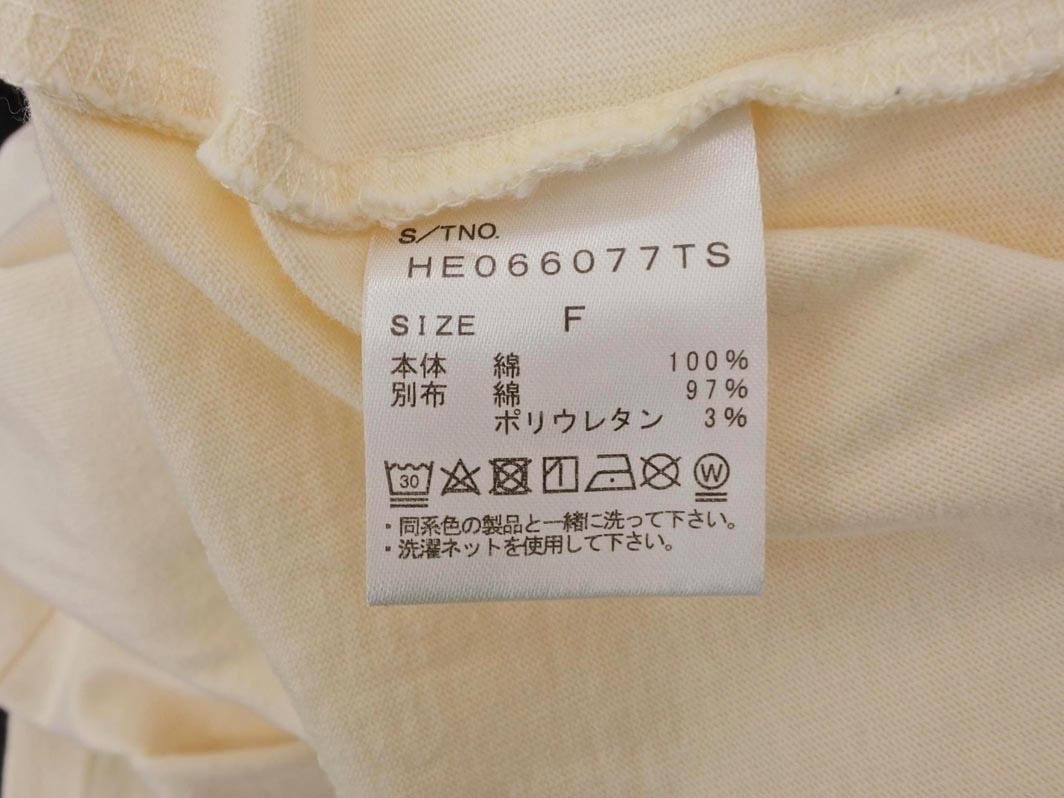 S/TNO.
HE066077TS
SIZE F
本体 綿 100%
別布 綿 97%
ポリウレタン 3%
30 W
・同系色の製品と一緒に洗って下さい。
・洗濯ネットを使用して下さい。